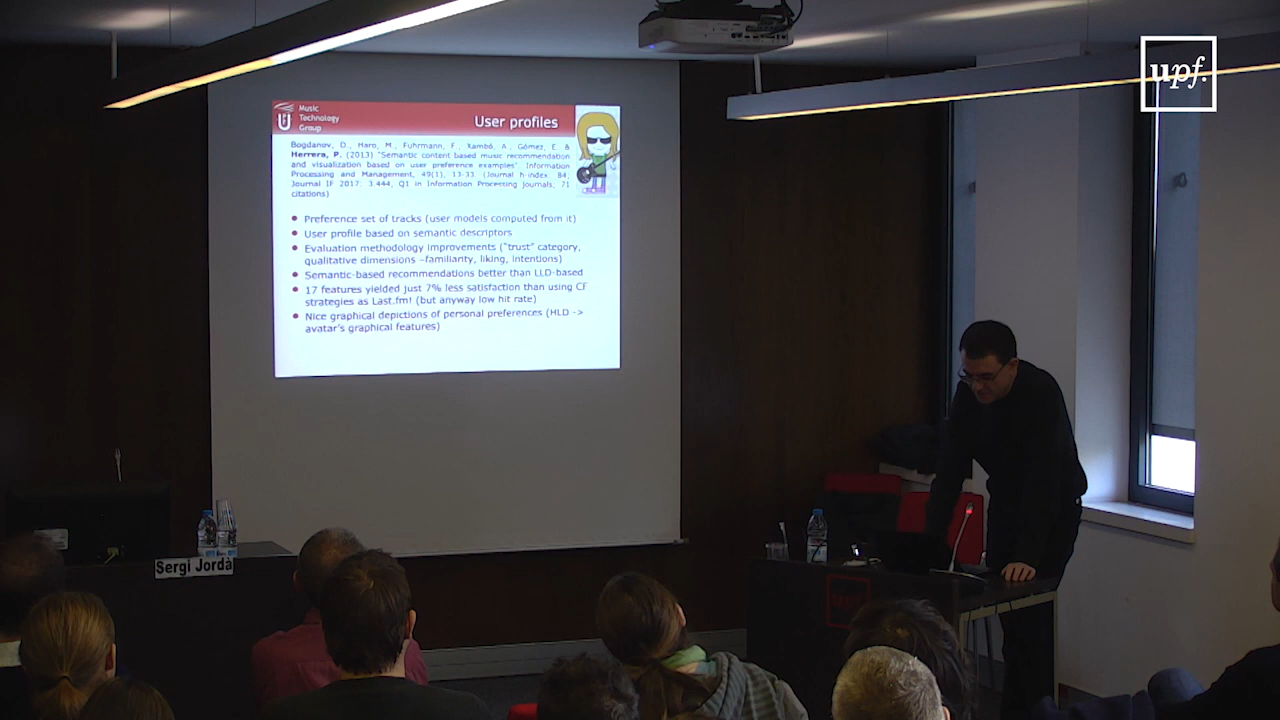 upf.
Music
Technology
Group
User profiles
Bogdanov, D., Haro, M., Fuhrmann, F., Xambó, A., Gómez, E. &
Herrera, P. (2013) "Semantic content-based music recommendation
and visualization based on user preference examples". Information
Processing and Management, 49(1), 13-33. (Journal h-index: 84;
Journal IF 2017: 3.444, Q1 in Information Processing Journals; 71
citations)
Preference set of tracks (user models computed from it)
User profile based on semantic descriptors
Evaluation methodology improvements ("trust" category,
qualitative dimensions –familiarity, liking, intentions)
Semantic-based recommendations better than LLD-based
17 features yielded just 7% less satisfaction than using CF
strategies as Last.fm! (but anyway low hit rate)
Nice graphical depictions of personal preferences (HLD ->
avatar's graphical features)
Sergi Jordà
upf.